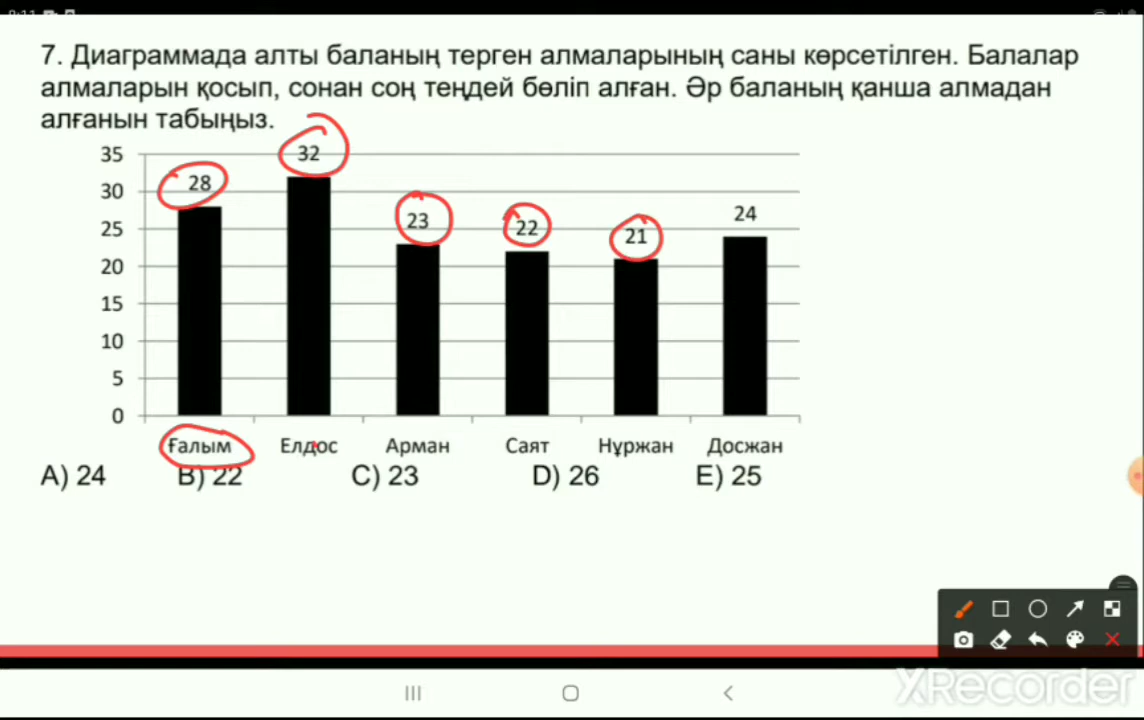 7. Диаграммада алты баланың терген алмаларының саны көрсетілген. Балалар
алмаларын қосып, сонан соң теңдей бөліп алған. Әр баланың қанша алмадан
алғанын табыңыз.
35
30
25
20
15
10
5
0
28
32
23
22
21
24
Ғалым Елдос Арман Саят Нұржан Досжан
A) 24 B) 22 C) 23 D) 26 E) 25
XRecorder